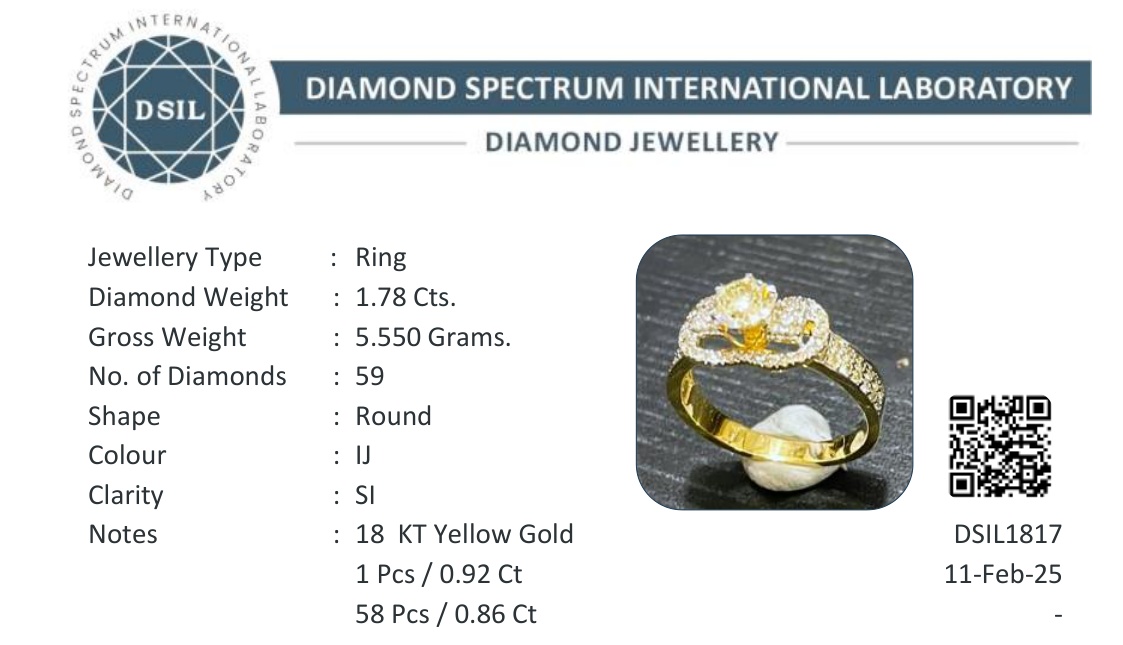 DIAMOND SPECTRUM INTERNATIONAL LABORATORY
DSIL
DIAMOND SPECTRUM INTERNATIONAL LABORATORY
DIAMOND JEWELLERY
Jewellery Type : Ring
Diamond Weight : 1.78 Cts.
Gross Weight : 5.550 Grams.
No. of Diamonds : 59
Shape : Round
Colour : IJ
Clarity : SI
Notes : 18 KT Yellow Gold
1 Pcs / 0.92 Ct
58 Pcs / 0.86 Ct
DSIL1817
11-Feb-25
-